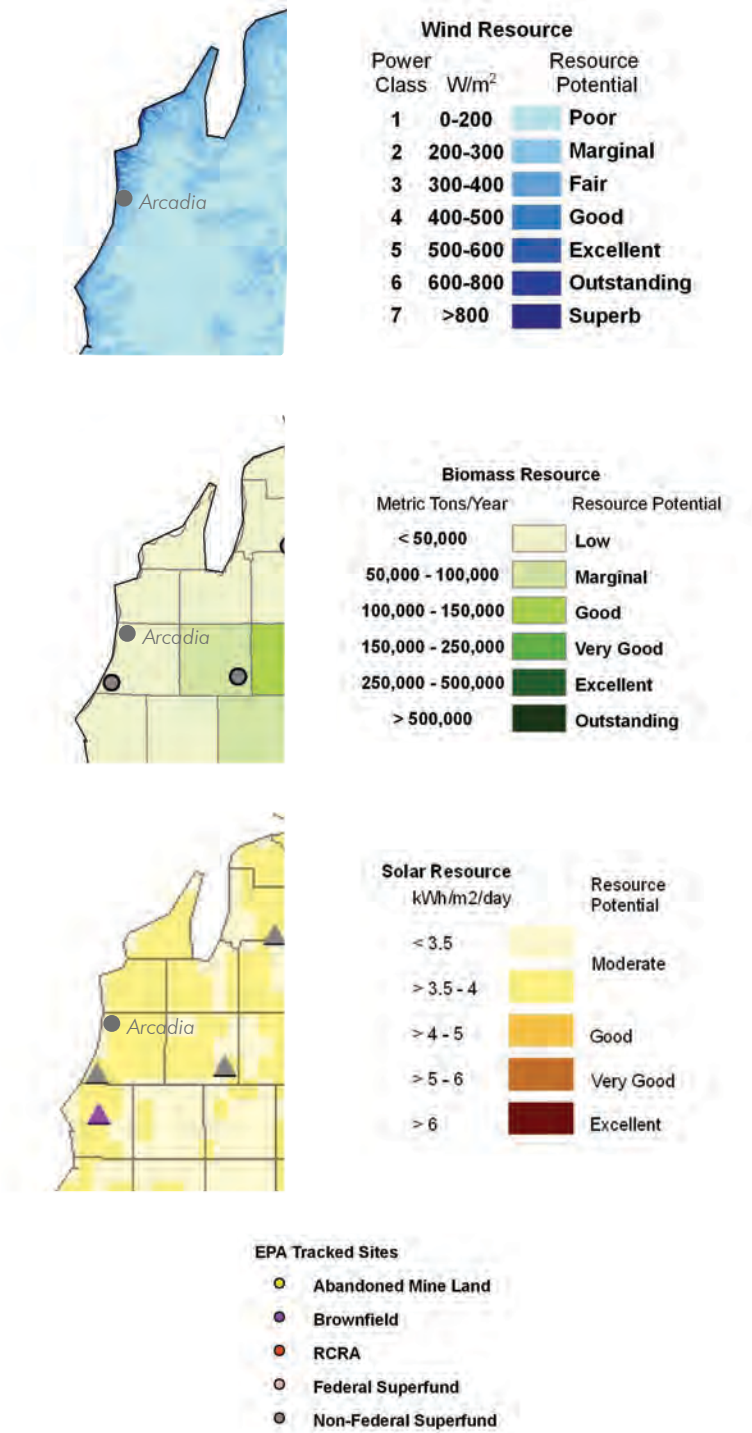 Wind Resource
Power Resource
Class W/m² Potential
1 0-200 Poor
2 200-300 Marginal
3 300-400 Fair
4 400-500 Good
5 500-600 Excellent
6 600-800 Outstanding
7 >800 Superb
Arcadia
Biomass Resource
Metric Tons/Year Resource Potential
< 50,000 Low
50,000 - 100,000 Marginal
100,000 - 150,000 Good
150,000 - 250,000 Very Good
250,000 - 500,000 Excellent
> 500,000 Outstanding
Arcadia
Solar Resource
kWh/m2/day
Resource
Potential
< 3.5
Moderate
> 3.5 - 4
> 4 - 5 Good
> 5 - 6 Very Good
> 6 Excellent
Arcadia
EPA Tracked Sites
Abandoned Mine Land
Brownfield
RCRA
Federal Superfund
Non-Federal Superfund